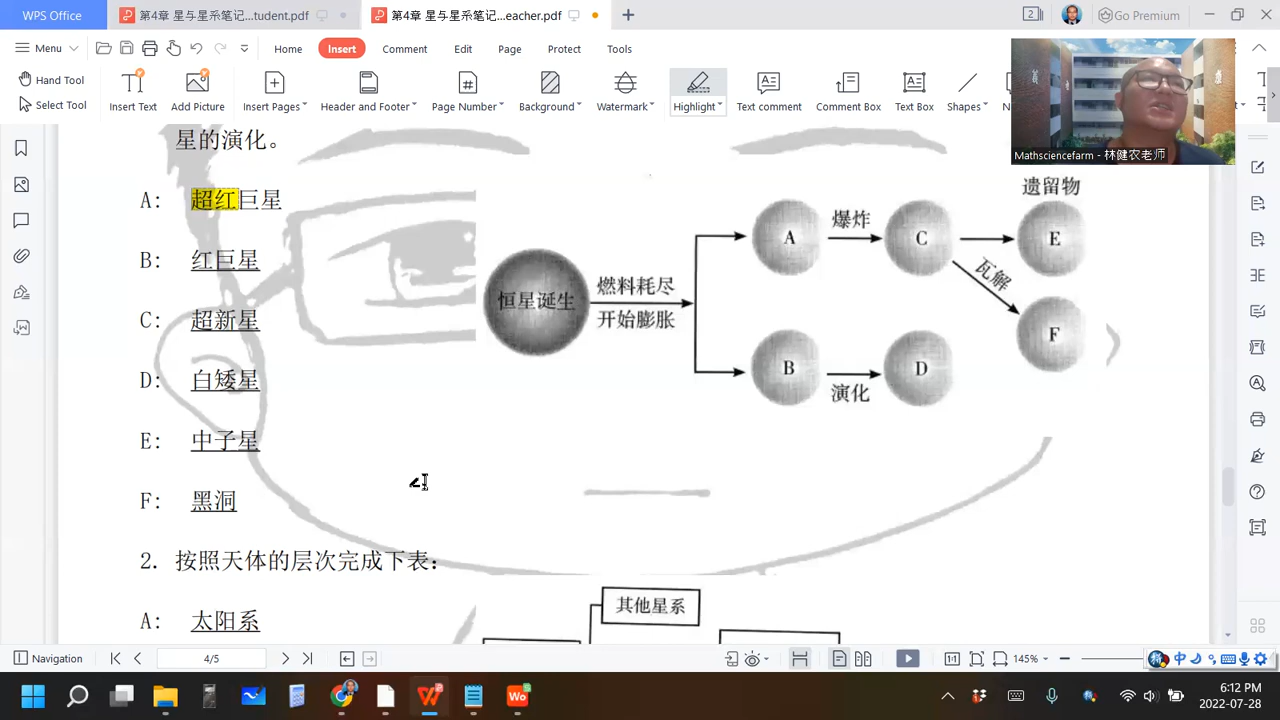 WPS Office
第4章 星与星系笔记...tudent.pdf
第4章 星与星系笔记...eacher.pdf
2
Go Premium
Menu
Home
Insert
Comment
Edit
Page
Protect
Tools
Hand Tool
Select Tool
Insert Text
Add Picture
Insert Pages
Header and Footer
Page Number
Background
Watermark
Highlight
Text comment
Comment Box
Text Box
Shapes
Mathsciencefarm - 林健农老师
星的演化。
A: 超红巨星
B: 红巨星
C: 超新星
D: 白矮星
E: 中子星
F: 黑洞
恒星诞生
燃料耗尽
开始膨胀
A
爆炸
C
遗留物
E
瓦解
F
B
演化
D
2. 按照天体的层次完成下表:
A: 太阳系
其他星系
Navigation
4/5
145%
中
6:12 PM
2022-07-28